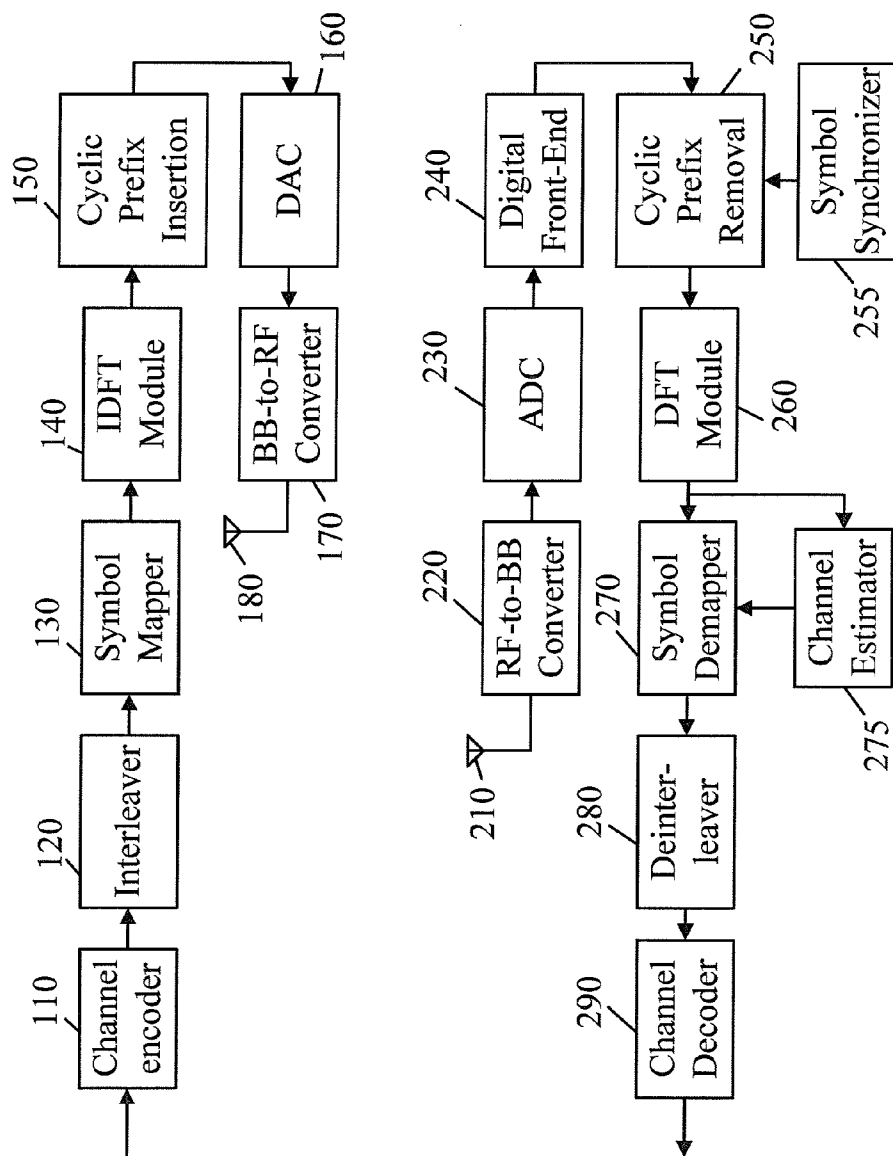 110
Channel
encoder
120
Interleaver
130
Symbol
Mapper
140
IDFT
Module
150
Cyclic
Prefix
Insertion
160
DAC
BB-to-RF
Converter
170
180
210
220
RF-to-BB
Converter
230
ADC
240
Digital
Front-End
250
Cyclic
Prefix
Removal
Symbol
Synchronizer
255
DFT
Module
260
270
Symbol
Demapper
Channel
Estimator
275
280
Deinter-
leaver
290
Channel
Decoder